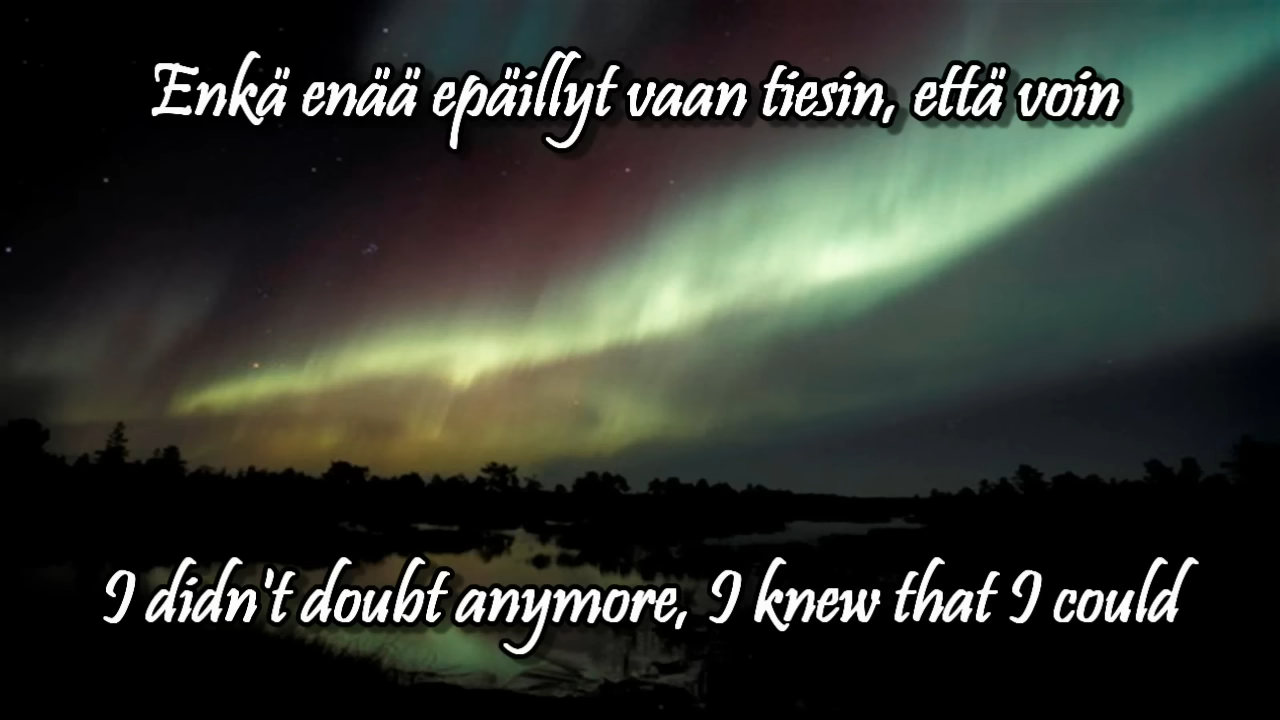 Enkä enää epäillyt vaan tiesin, että voin
I didn't doubt anymore, I knew that I could